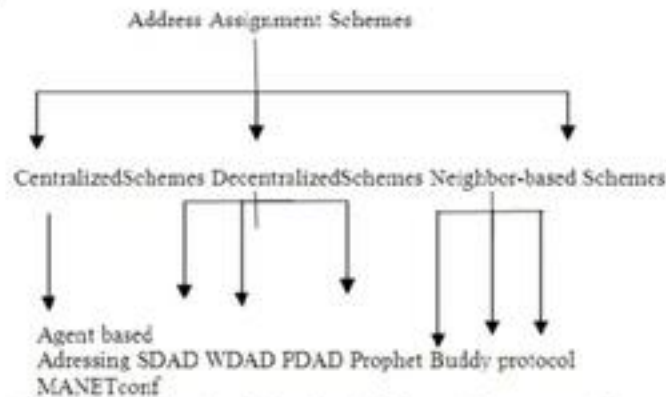 Address Assignment Schemes
CentralizedSchemes DecentralizedSchemes Neighbor-based Schemes
Agent based
Adressing SDAD WDAD PDAD Prophet Buddy protocol
MANETconf